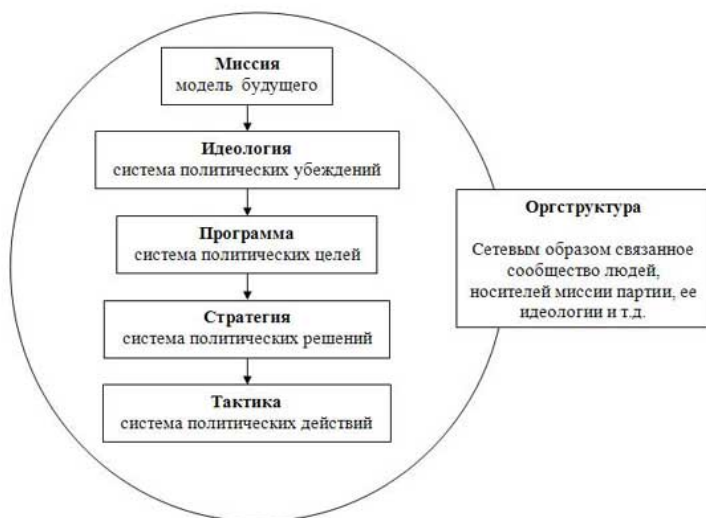 Миссия
модель будущего
Идеология
система политических убеждений
Программа
система политических целей
Стратегия
система политических решений
Тактика
система политических действий
Оргструктура
Сетевым образом связанное
сообщество людей,
носителей миссии партии, ее
идеологии и т.д.